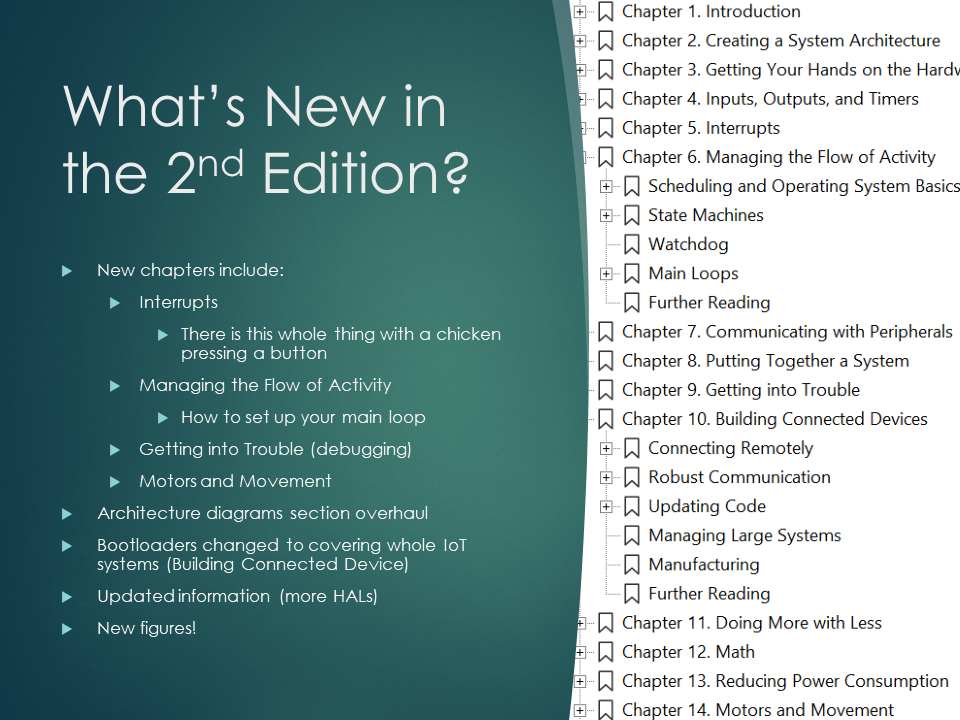 What's New in
the 2nd Edition?
New chapters include:
Interrupts
There is this whole thing with a chicken
pressing a button
Managing the Flow of Activity
How to set up your main loop
Getting into Trouble (debugging)
Motors and Movement
Architecture diagrams section overhaul
Bootloaders changed to covering whole IoT
systems (Building Connected Device)
Updated information (more HALs)
New figures!
Chapter 1. Introduction
Chapter 2. Creating a System Architecture
Chapter 3. Getting Your Hands on the
Chapter 4. Inputs, Outputs, and Timers
Chapter 5. Interrupts
Chapter 6. Managing the Flow of Activity
Scheduling and Operating System Basics
State Machines
Watchdog
Main Loops
Further Reading
Chapter 7. Communicating with Peripherals
Chapter 8. Putting Together a System
Chapter 9. Getting into Trouble
Chapter 10. Building Connected Devices
Connecting Remotely
Robust Communication
Updating Code
Managing Large Systems
Manufacturing
Further Reading
Chapter 11. Doing More with Less
Chapter 12. Math
Chapter 13. Reducing Power Consumption
Chapter 14. Motors and Movement